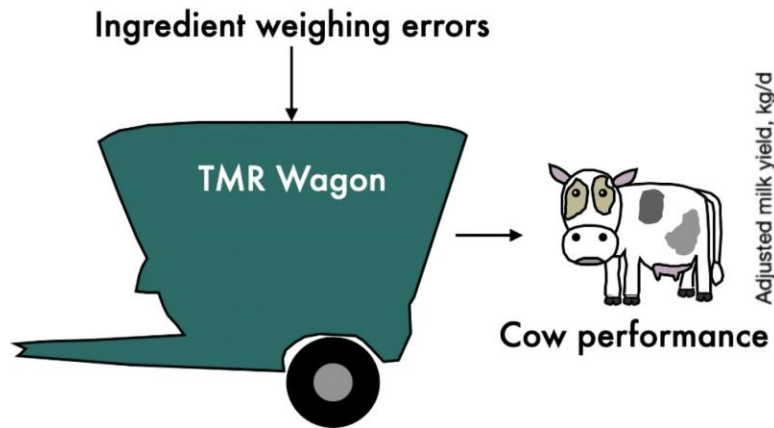 Ingredient weighing errors
TMR Wagon
Cow performance
Adjusted milk yield, kg/d